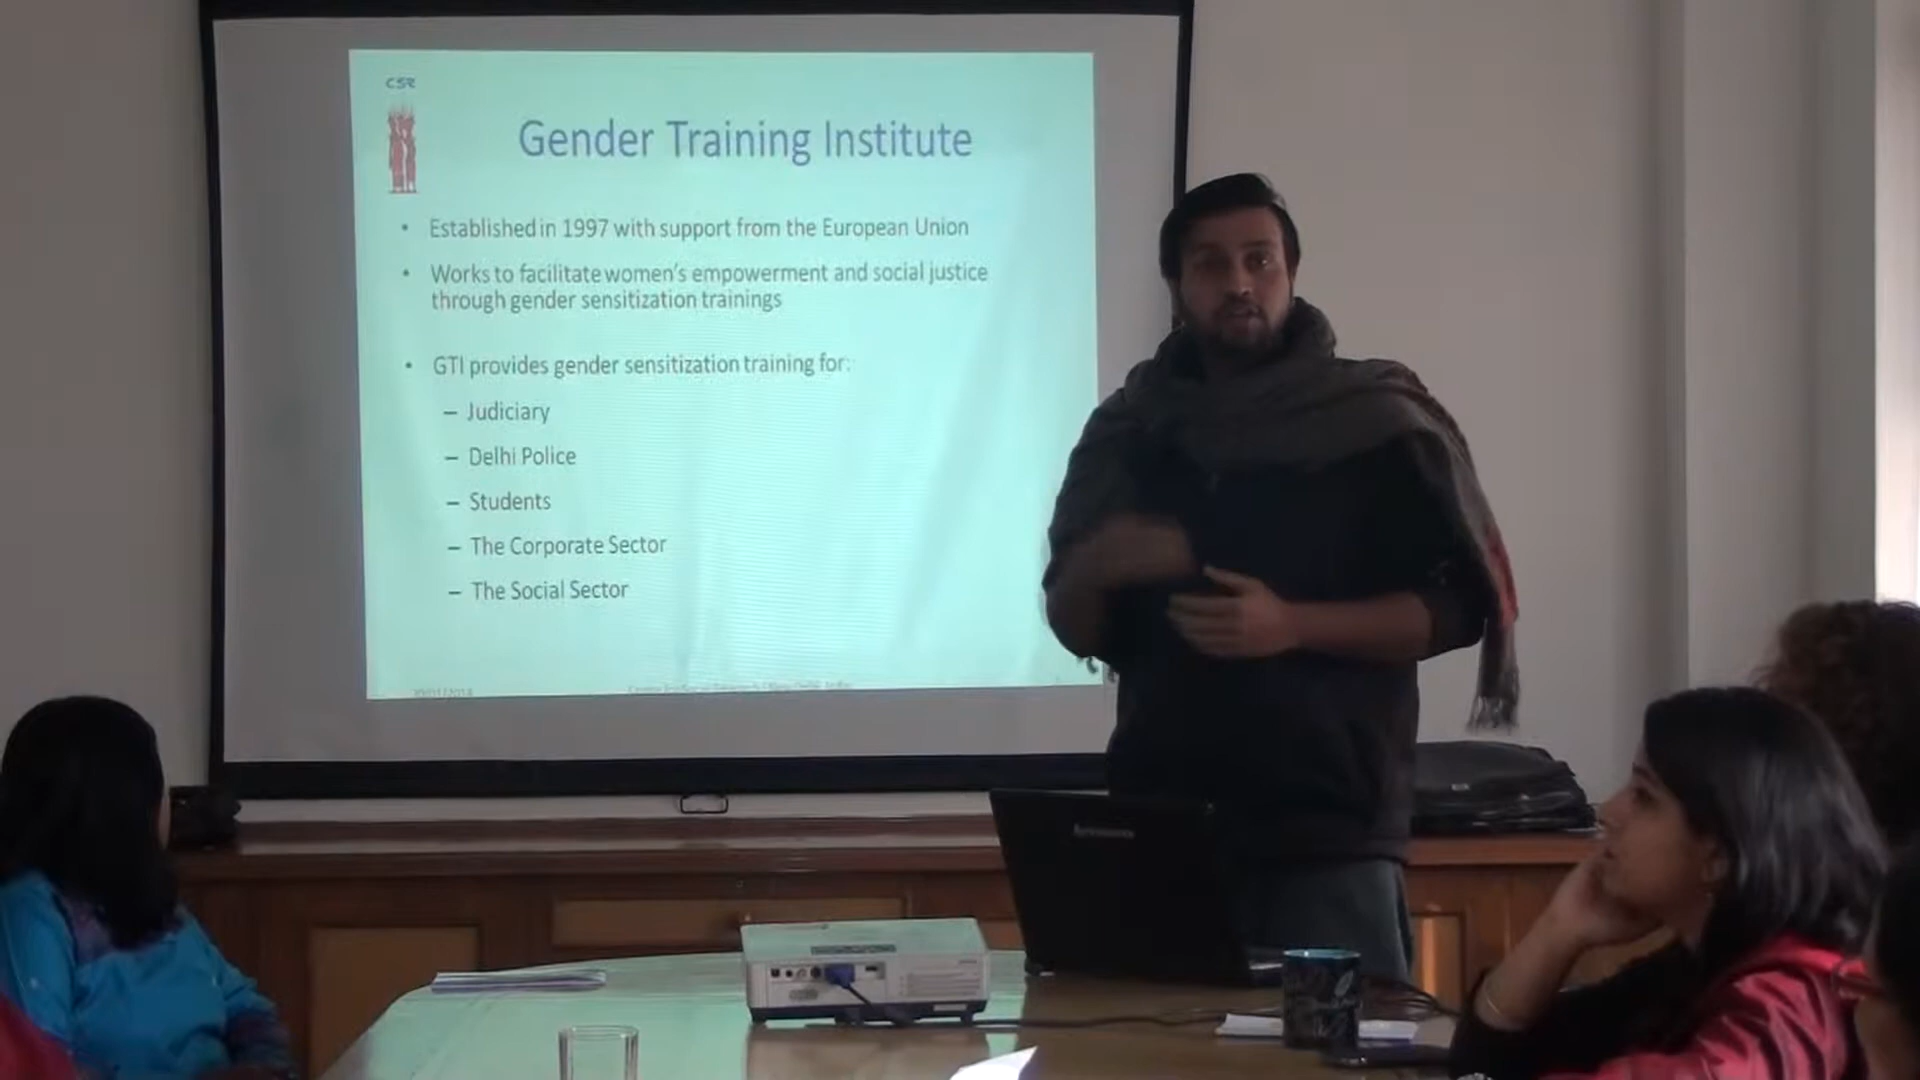 CSR
Gender Training Institute
• Established in 1997 with support from the European Union
• Works to facilitate women's empowerment and social justice
through gender sensitization trainings
• GTI provides gender sensitization training for:
– Judiciary
– Delhi Police
– Students
– The Corporate Sector
– The Social Sector
lenovo